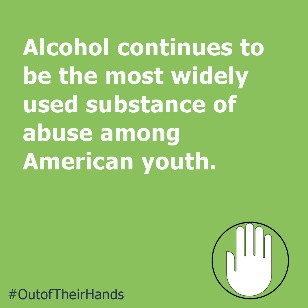 Alcohol continues to
be the most widely
used substance of
abuse among
American youth.
#OutofTheirHands